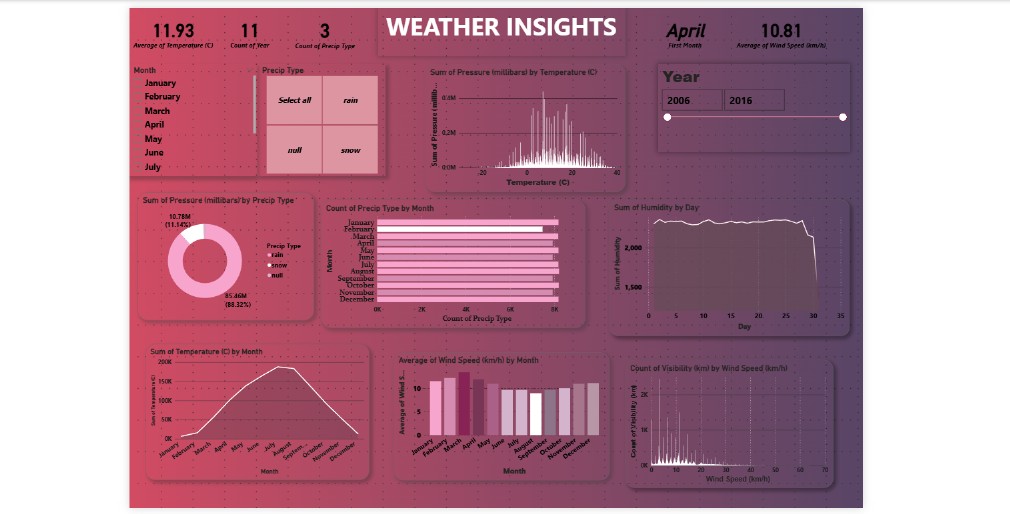 WEATHER INSIGHTS
11.93
Average of Temperature (C)
11
Count of Year
3
Count of Precip Type
April
First Month
10.81
Average of Wind Speed (km/h)
Month
January
February
March
April
May
June
July
Precip Type
Select all
rain
null
snow
Sum of Pressure (millibars) by Temperature (C)
Sum of Pressure (millib...
0.4M
0.2M
0.0M
-20
0
20
40
Temperature (C)
Year
2006
2016
Sum of Pressure (millibars) by Precip Type
10.78M
(11.14%)
85.46M
(88.32%)
Precip Type
rain
snow
null
Count of Precip Type by Month
Month
January
February
March
April
May
June
July
August
September
October
November
December
0K
2K
4K
6K
8K
Count of Precip Type
Sum of Humidity by Day
Sum of Humidity
2,000
1,500
0
5
10
15
20
25
30
35
Day
Sum of Temperature (C) by Month
Sum of Temperature (C)
200K
150K
100K
50K
0K
January
February
March
April
May
June
July
August
Septem...
October
November
December
Month
Average of Wind Speed (km/h) by Month
Average of Wind S...
10
5
0
January
February
March
April
May
June
July
August
September
October
November
December
Month
Count of Visibility (km) by Wind Speed (km/h)
Count of Visibility (km)
2K
1K
0K
0
10
20
30
40
50
60
70
Wind Speed (km/h)